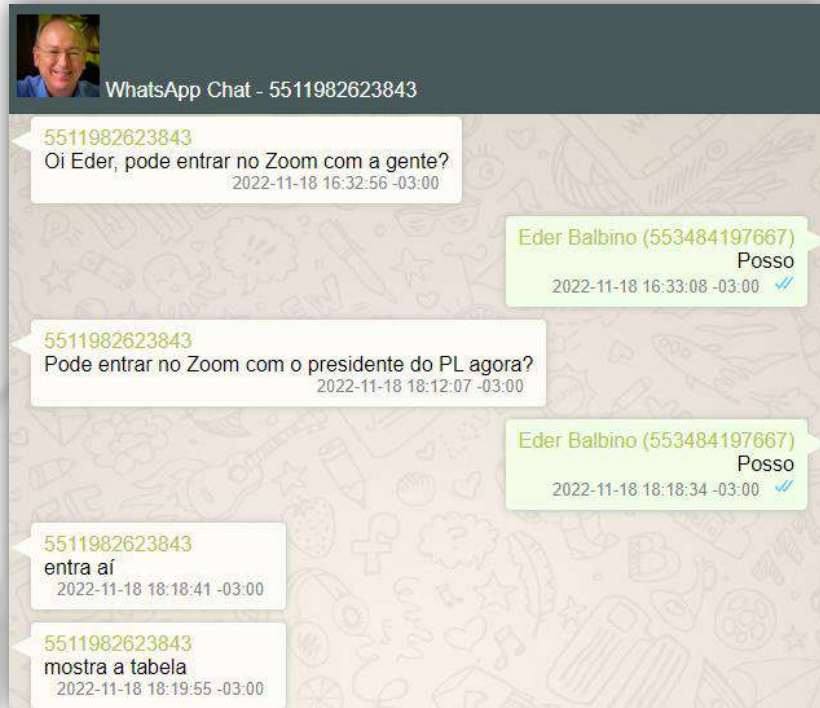 WhatsApp Chat - 5511982623843
5511982623843
Oi Eder, pode entrar no Zoom com a gente?
2022-11-18 16:32:56 -03:00
Eder Balbino (553484197667)
Posso
2022-11-18 16:33:08 -03:00
5511982623843
Pode entrar no Zoom com o presidente do PL agora?
2022-11-18 18:12:07 -03:00
Eder Balbino (553484197667)
Posso
2022-11-18 18:18:34 -03:00
5511982623843
entra aí
2022-11-18 18:18:41 -03:00
5511982623843
mostra a tabela
2022-11-18 18:19:55 -03:00